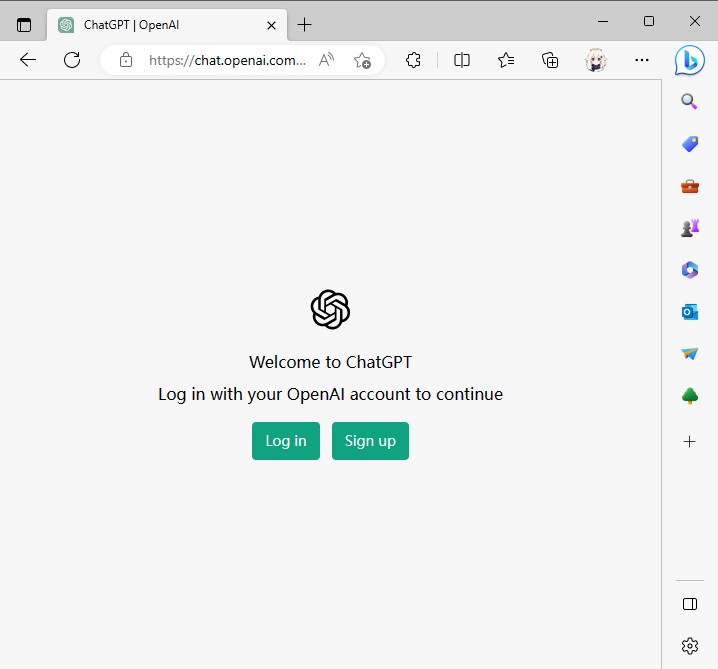 ChatGPT | OpenAI
https://chat.openai.com...
Welcome to ChatGPT
Log in with your OpenAI account to continue
Log in
Sign up